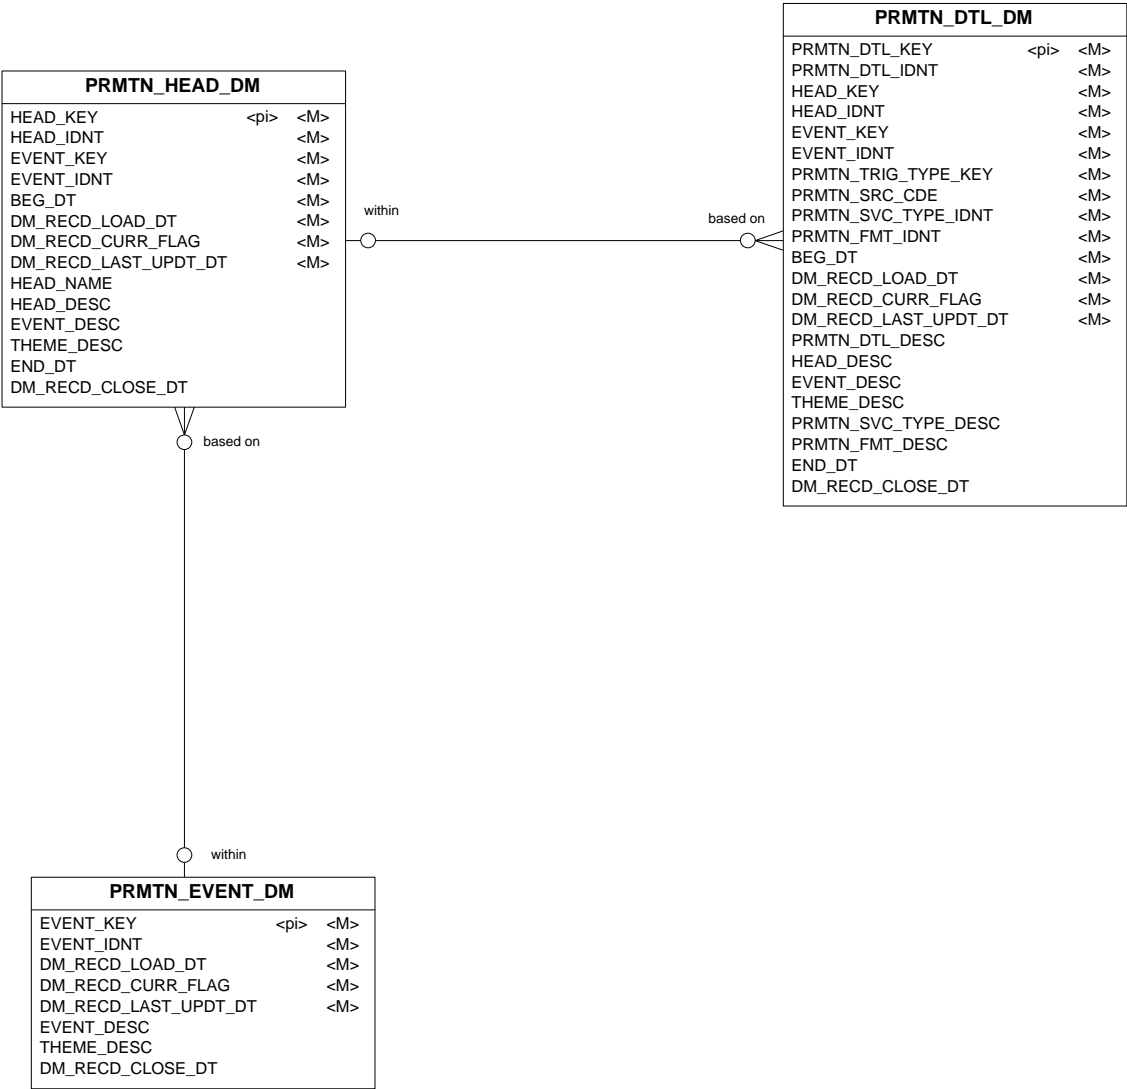 PRMTN_DTL_DM
PRMTN_DTL_KEY <pi> <M>
PRMTN_DTL_IDNT <M>
HEAD_KEY <M>
HEAD_IDNT <M>
EVENT_KEY <M>
EVENT_IDNT <M>
PRMTN_TRIG_TYPE_KEY <M>
PRMTN_SRC_CDE <M>
PRMTN_SVC_TYPE_IDNT <M>
PRMTN_FMT_IDNT <M>
BEG_DT <M>
DM_RECD_LOAD_DT <M>
DM_RECD_CURR_FLAG <M>
DM_RECD_LAST_UPDT_DT <M>
PRMTN_DTL_DESC
HEAD_DESC
EVENT_DESC
THEME_DESC
PRMTN_SVC_TYPE_DESC
PRMTN_FMT_DESC
END_DT
DM_RECD_CLOSE_DT
PRMTN_HEAD_DM
HEAD_KEY <pi> <M>
HEAD_IDNT <M>
EVENT_KEY <M>
EVENT_IDNT <M>
BEG_DT <M>
DM_RECD_LOAD_DT <M>
DM_RECD_CURR_FLAG <M>
DM_RECD_LAST_UPDT_DT <M>
HEAD_NAME
HEAD_DESC
EVENT_DESC
THEME_DESC
END_DT
DM_RECD_CLOSE_DT
within
based on
based on
within
PRMTN_EVENT_DM
EVENT_KEY <pi> <M>
EVENT_IDNT <M>
DM_RECD_LOAD_DT <M>
DM_RECD_CURR_FLAG <M>
DM_RECD_LAST_UPDT_DT <M>
EVENT_DESC
THEME_DESC
DM_RECD_CLOSE_DT